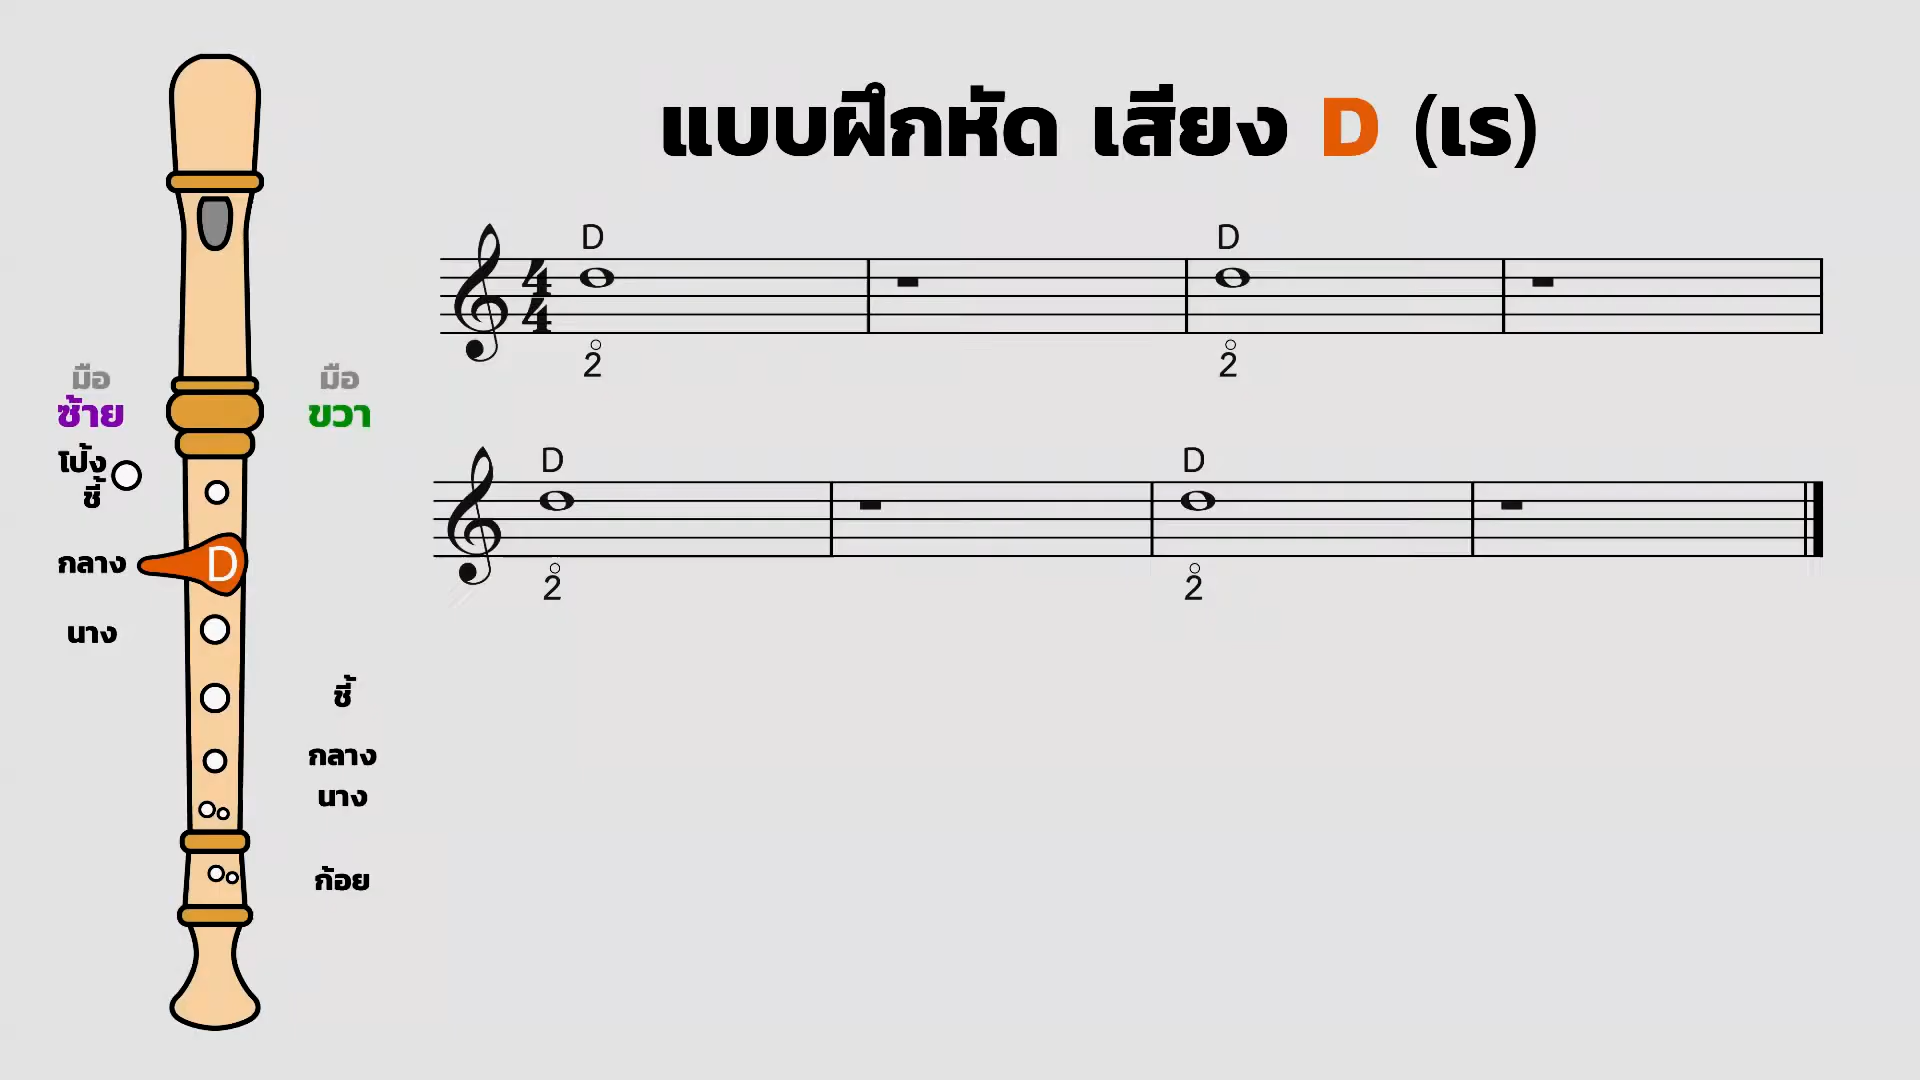 แบบฝึกหัด เสียง D (เร)
D D
4
4
2 2
มือ มือ
ซ้าย ขวา
โป้ง
ชี้
D D
กลาง D
2 2
นาง
ชี้
กลาง
นาง
ก้อย